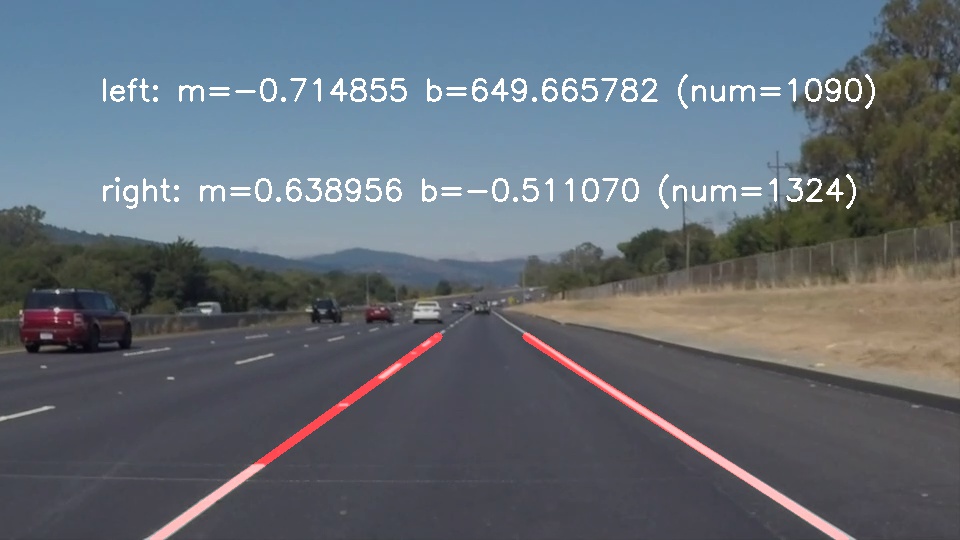 left: m=-0.714855 b=649.665782 (num=1090)
right: m=0.638956 b=-0.511070 (num=1324)